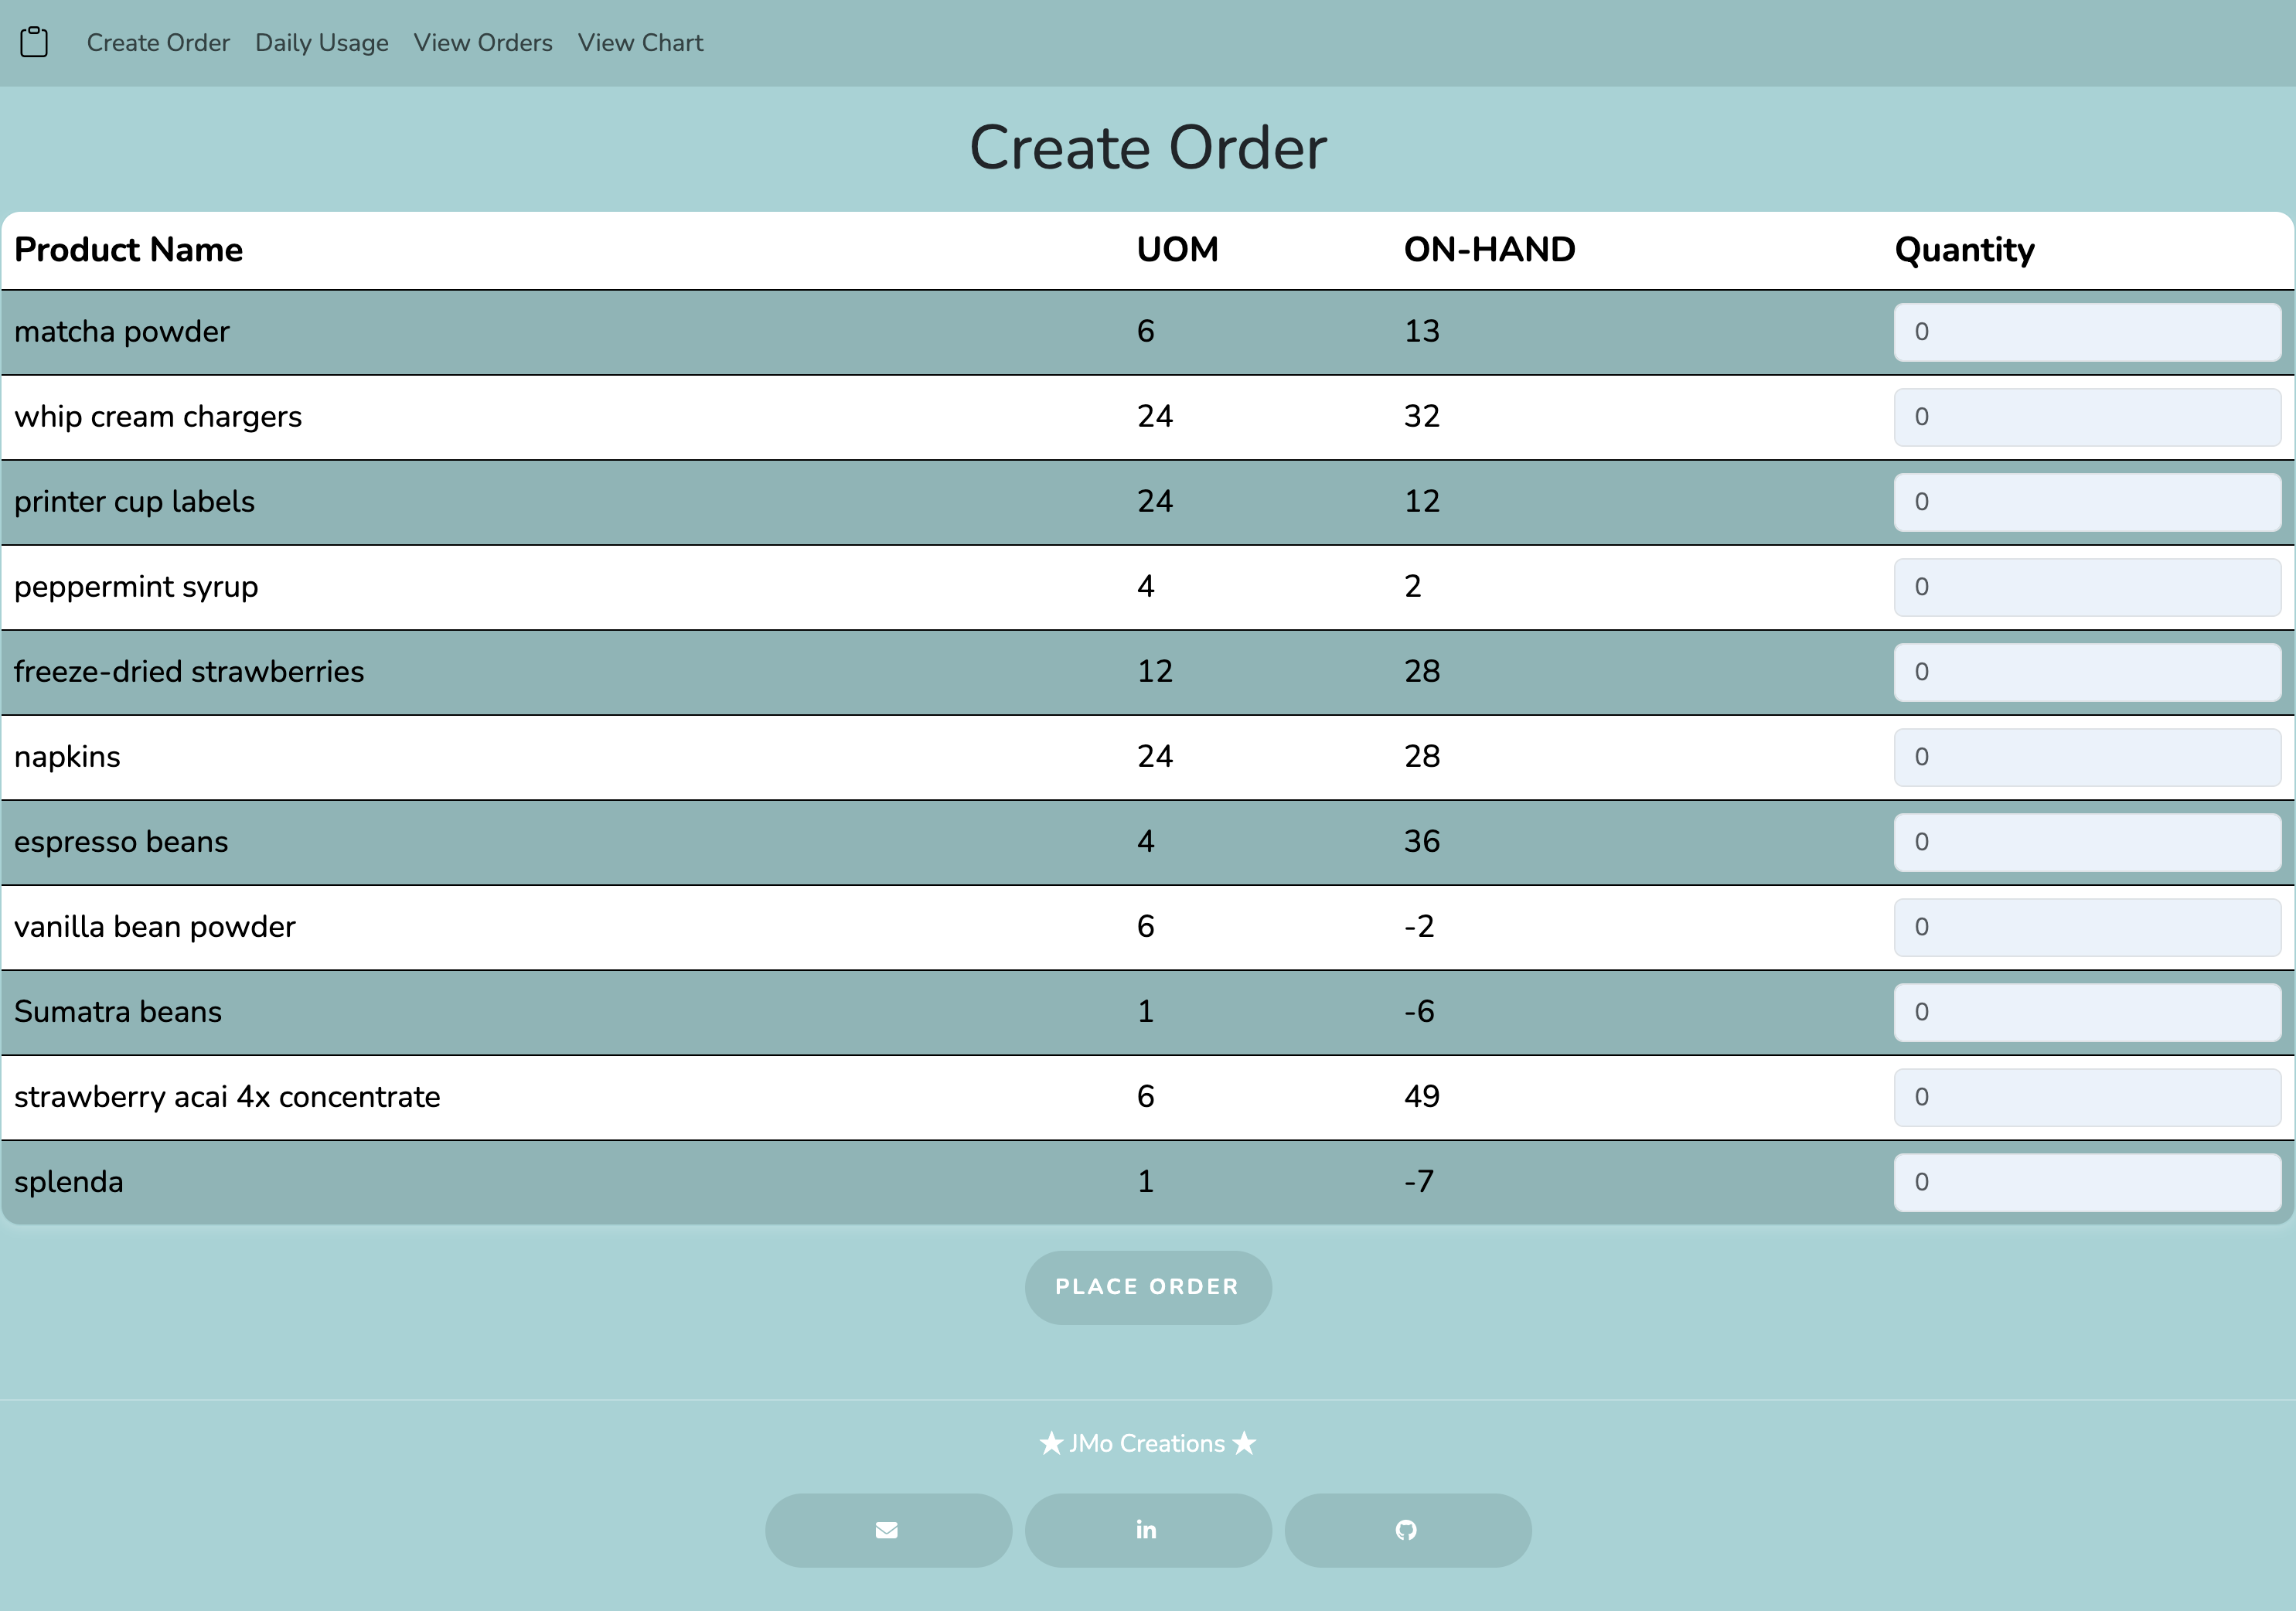 Create Order Daily Usage View Orders View Chart
Create Order
Product Name UOM ON-HAND Quantity
matcha powder 6 13 0
whip cream chargers 24 32 0
printer cup labels 24 12 0
peppermint syrup 4 2 0
freeze-dried strawberries 12 28 0
napkins 24 28 0
espresso beans 4 36 0
vanilla bean powder 6 -2 0
Sumatra beans 1 -6 0
strawberry acai 4x concentrate 6 49 0
splenda 1 -7 0
PLACE ORDER
★ JMo Creations ★
in